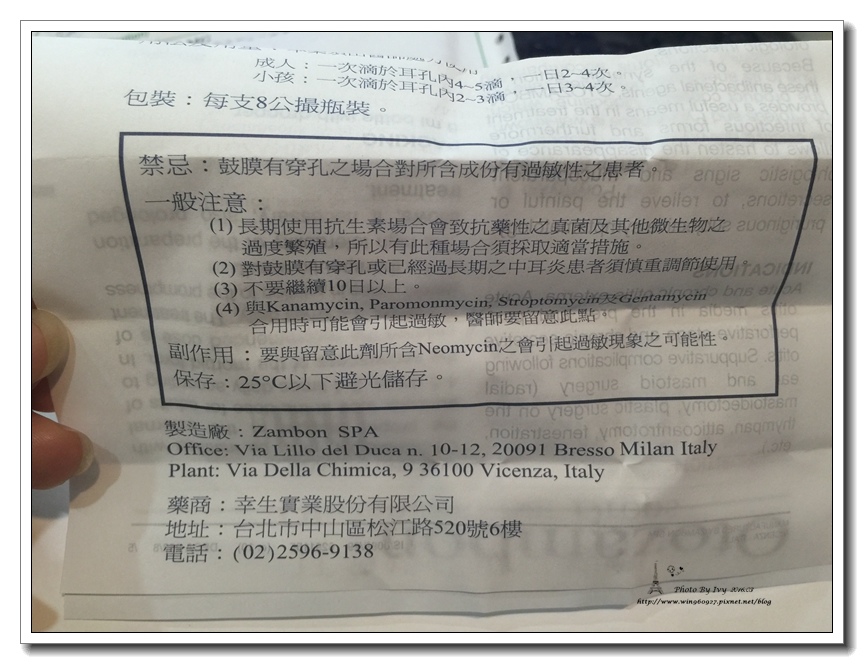 成人：一次滴於耳孔內4~5滴，一日2~4次。
小孩：一次滴於耳孔內2~3滴，一日3~4次。
包裝：每支8公撮瓶裝。
禁忌：鼓膜有穿孔之場合對所含成份有過敏性之患者。
一般注意：
(1) 長期使用抗生素場合會致抗藥性之真菌及其他微生物之
過度繁殖，所以有此種場合須採取適當措施。
(2) 對鼓膜有穿孔或已經過長期之中耳炎患者須慎重調節使用。
(3) 不要繼續10日以上。
(4) 與Kanamycin, Paromonmycin, Streptomycin及Gentamycin
合用時可能會引起過敏，醫師要留意此點。
副作用：要與留意此劑所含Neomycin之會引起過敏現象之可能性。
保存：25°C以下避光儲存。
製造廠：Zambon SPA
Office: Via Lillo del Duca n. 10-12, 20091 Bresso Milan Italy
Plant: Via Della Chimica, 9 36100 Vicenza, Italy
藥商：幸生實業股份有限公司
地址：台北市中山區松江路520號6樓
電話：(02)2596-9138
Photo By Ivy
http://www.win960927.pixnet.net/blog